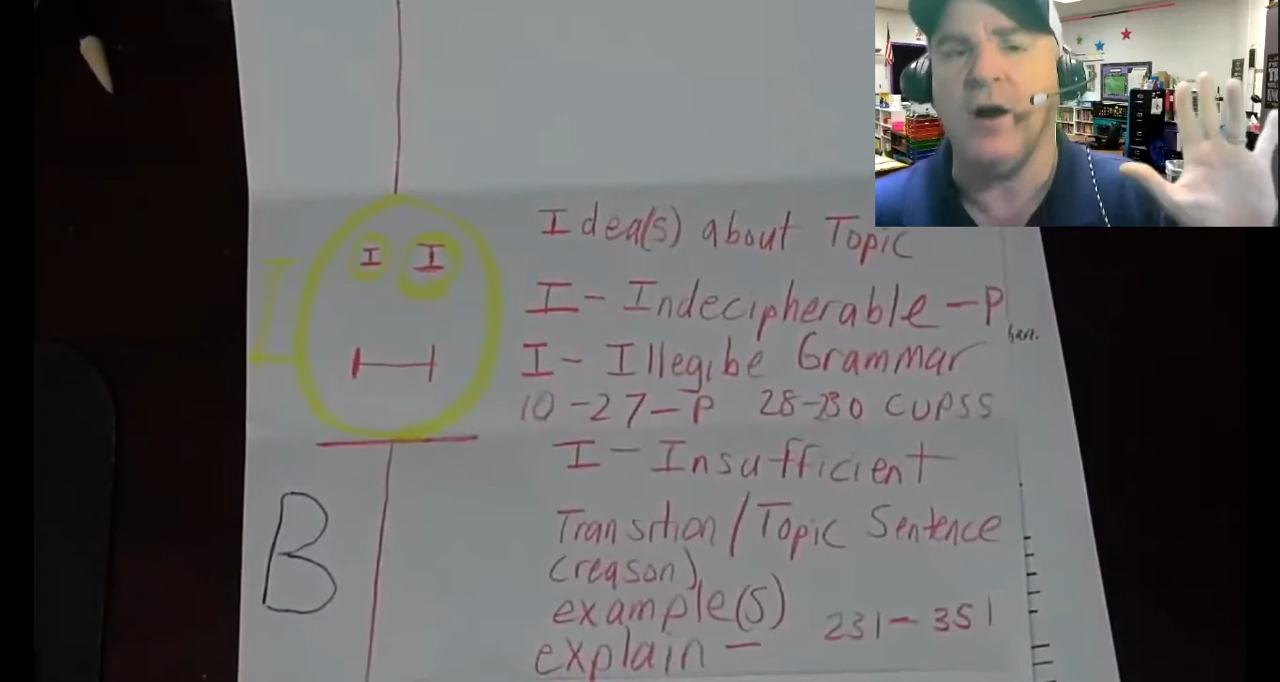 Idea(s) about Topic
I I
I - Indecipherable - P
I - Illegibe Grammar
10-27-P 28-230 CUPSS
I - Insufficient
Transition / Topic Sentence
(reason)
example(s) 231-351
explain -
I
B